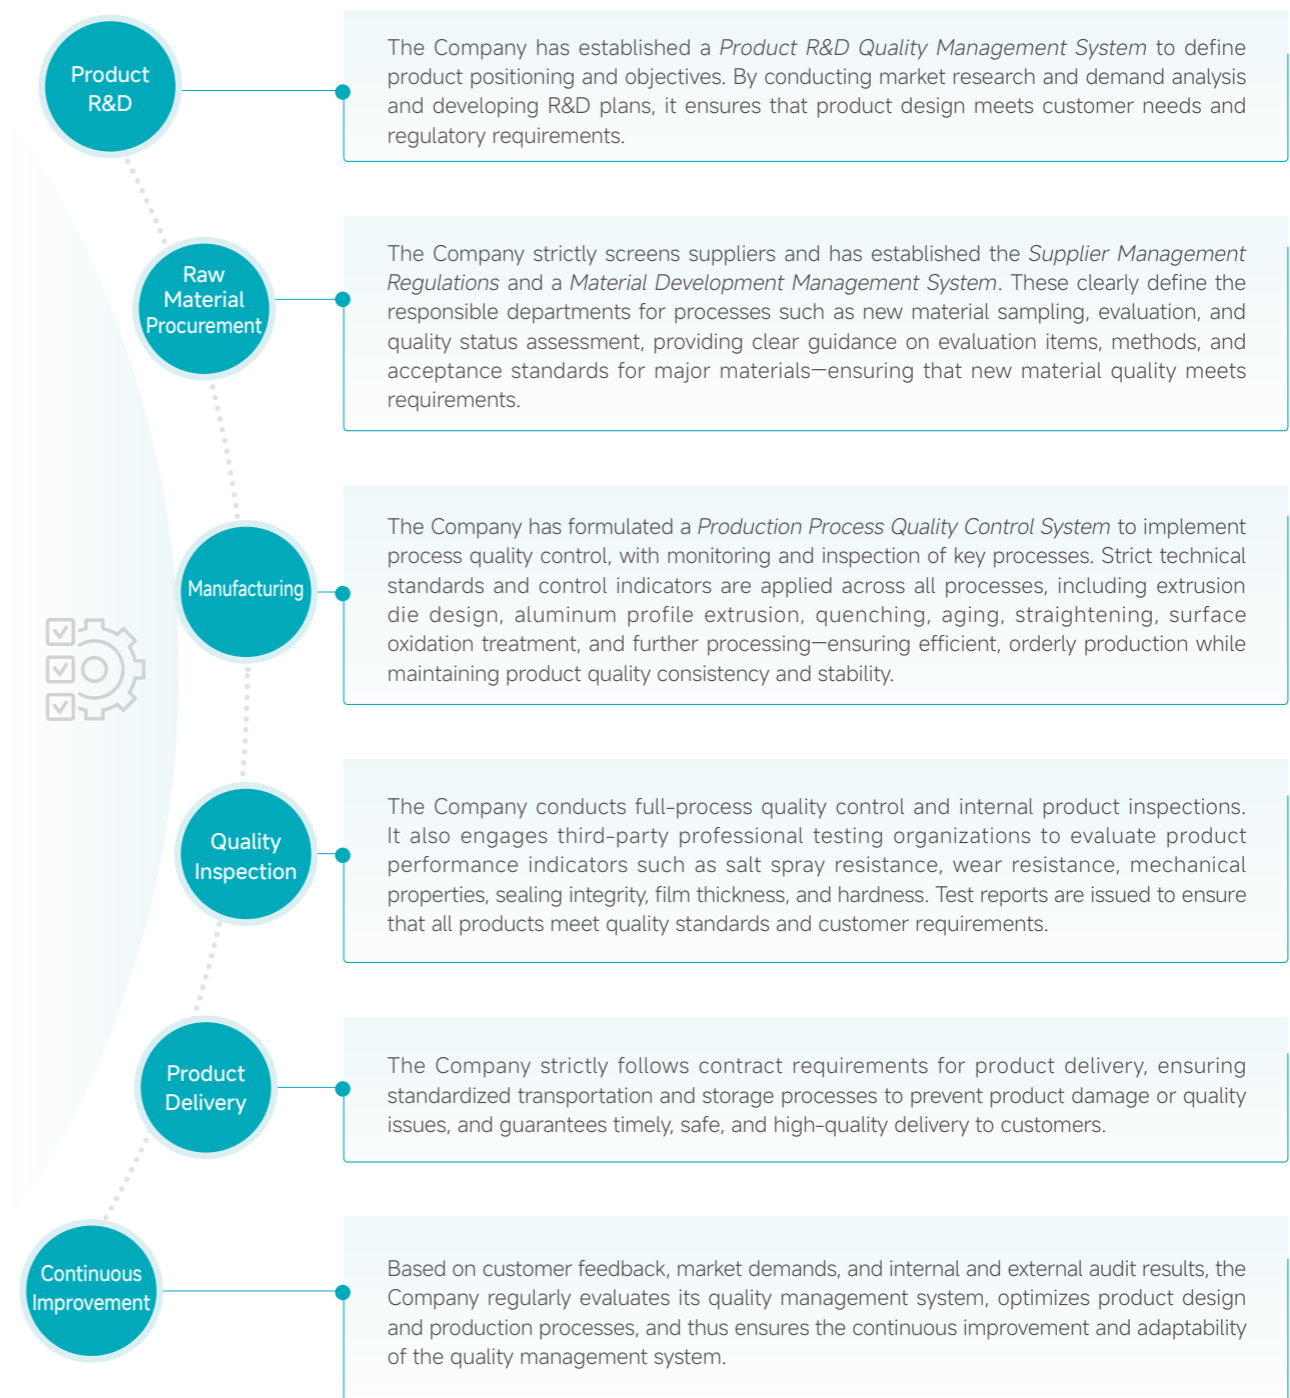 Product
R&D
The Company has established a Product R&D Quality Management System to define
product positioning and objectives. By conducting market research and demand analysis
and developing R&D plans, it ensures that product design meets customer needs and
regulatory requirements.
Raw
Material
Procurement
The Company strictly screens suppliers and has established the Supplier Management
Regulations and a Material Development Management System. These clearly define the
responsible departments for processes such as new material sampling, evaluation, and
quality status assessment, providing clear guidance on evaluation items, methods, and
acceptance standards for major materials—ensuring that new material quality meets
requirements.
Manufacturing
The Company has formulated a Production Process Quality Control System to implement
process quality control, with monitoring and inspection of key processes. Strict technical
standards and control indicators are applied across all processes, including extrusion
die design, aluminum profile extrusion, quenching, aging, straightening, surface
oxidation treatment, and further processing—ensuring efficient, orderly production while
maintaining product quality consistency and stability.
Quality
Inspection
The Company conducts full-process quality control and internal product inspections.
It also engages third-party professional testing organizations to evaluate product
performance indicators such as salt spray resistance, wear resistance, mechanical
properties, sealing integrity, film thickness, and hardness. Test reports are issued to ensure
that all products meet quality standards and customer requirements.
Product
Delivery
The Company strictly follows contract requirements for product delivery, ensuring
standardized transportation and storage processes to prevent product damage or quality
issues, and guarantees timely, safe, and high-quality delivery to customers.
Continuous
Improvement
Based on customer feedback, market demands, and internal and external audit results, the
Company regularly evaluates its quality management system, optimizes product design
and production processes, and thus ensures the continuous improvement and adaptability
of the quality management system.